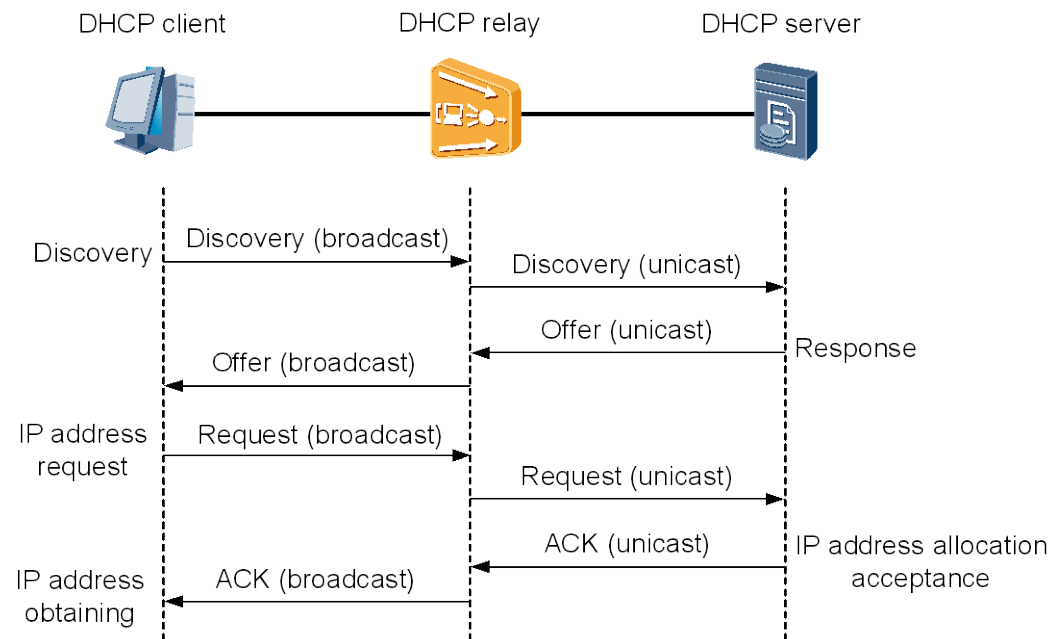 DHCP client
DHCP relay
DHCP server
Discovery
Discovery (broadcast)
Discovery (unicast)
Offer (unicast)
Response
Offer (broadcast)
IP address
request
Request (broadcast)
Request (unicast)
ACK (unicast)
IP address allocation
acceptance
IP address
obtaining
ACK (broadcast)